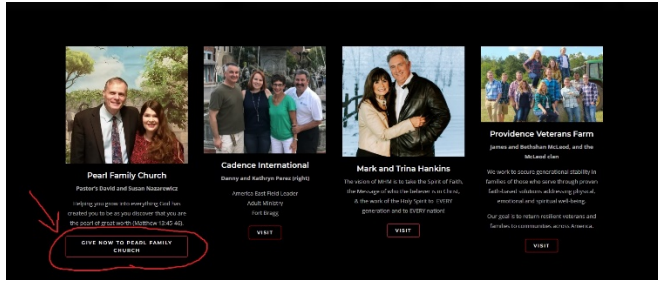 Pearl Family Church
Pastor's David and Susan Nazarewicz
Helping you grow into everything God has
created you to be as you discover that you are
the pearl of great worth (Matthew 13:45-46).
GIVE NOW TO PEARL FAMILY
CHURCH
Cadence International
Danny and Kathryn Perez (right)
America East Field Leader
Adult Ministry
Fort Bragg
VISIT
Mark and Trina Hankins
The vision of MHM is to take the Spirit of Faith,
the Message of who the believer is in Christ,
& the work of the Holy Spirit to EVERY
generation and to EVERY nation!
VISIT
Providence Veterans Farm
James and Bethshan McLeod, and the
McLeod clan
We work to secure generational stability in
families of those who serve through proven
faith-based solutions addressing physical,
emotional and spiritual well-being.
Our goal is to return resilient veterans and
families to communities across America.
VISIT